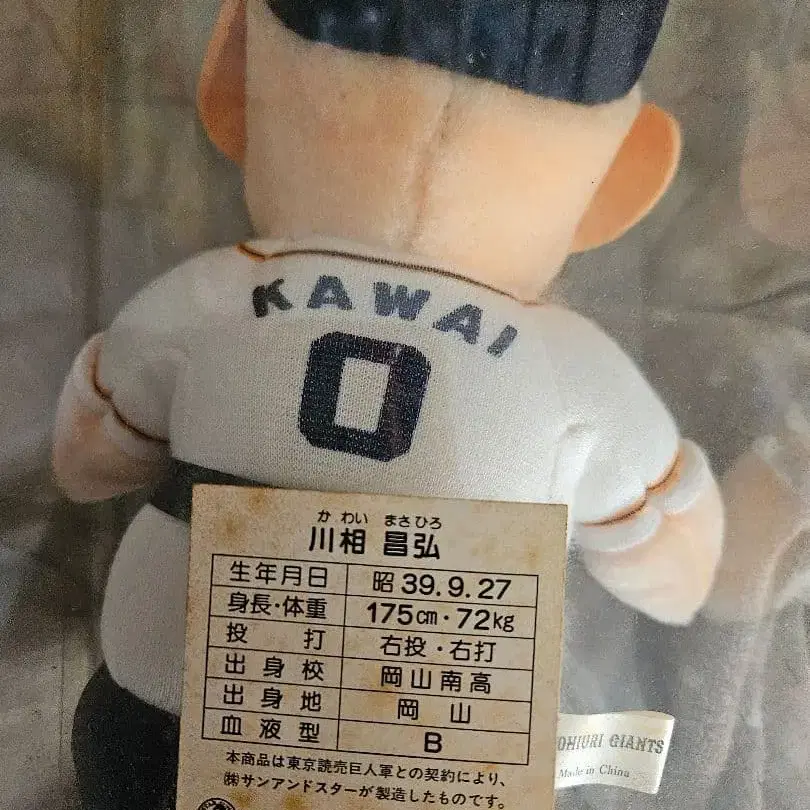 KAWAI
0
かわい まさひろ
川相 昌弘
生年月日 昭39.9.27
身長・体重 175cm・72kg
投打 右投・右打
出身校 岡山南高
出身地 岡山
血液型 B
本商品は東京読売巨人軍との契約により、
㈱サンアンドスターが製造したものです。
GIANTS
Made in China